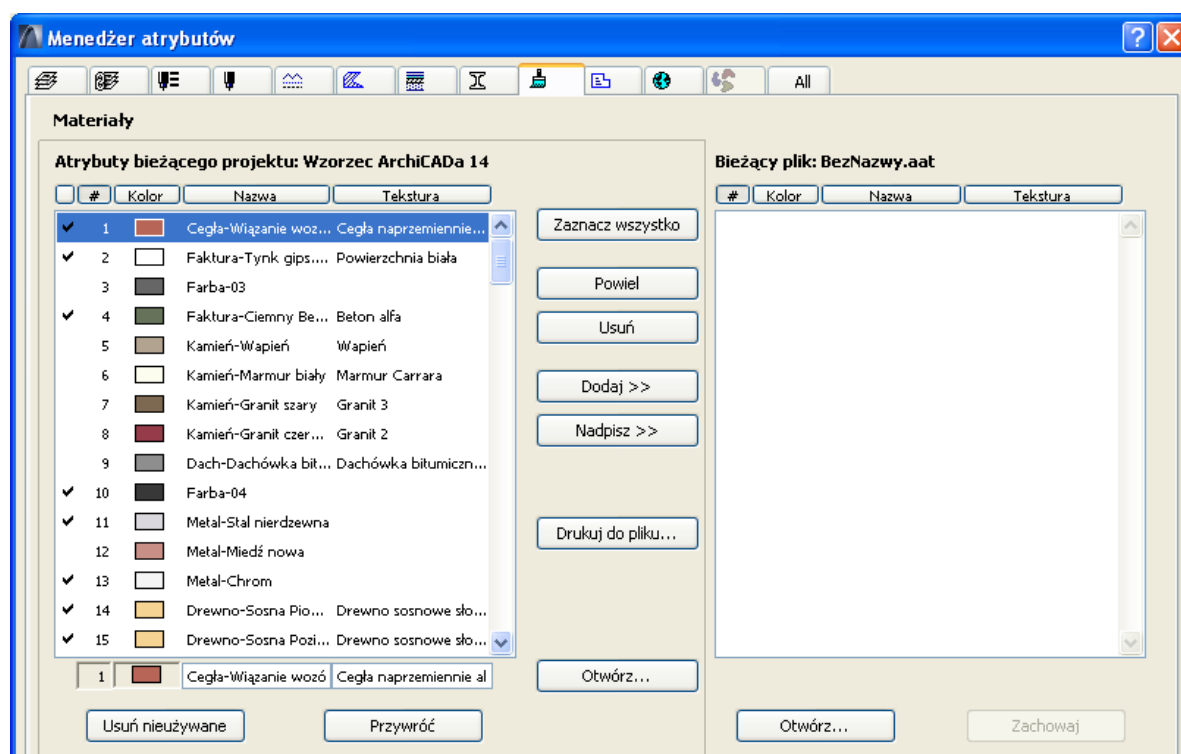 Menedżer atrybutów
All
Materiały
Atrybuty bieżącego projektu: Wzorzec ArchiCADa 14
# Kolor Nazwa Tekstura
1 Cegła-Wiązanie woz... Cegła naprzemiennie...
2 Faktura-Tynk gips.... Powierzchnia biała
3 Farba-03
4 Faktura-Ciemny Be... Beton alfa
5 Kamień-Wapień Wapień
6 Kamień-Marmur biały Marmur Carrara
7 Kamień-Granit szary Granit 3
8 Kamień-Granit czer... Granit 2
9 Dach-Dachówka bit... Dachówka bitumiczn...
10 Farba-04
11 Metal-Stal nierdzewna
12 Metal-Miedź nowa
13 Metal-Chrom
14 Drewno-Sosna Pio... Drewno sosnowe sło...
15 Drewno-Sosna Pozi... Drewno sosnowe sło...
1 Cegła-Wiązanie wozó Cegła naprzemiennie al
Usuń nieużywane
Przywróć
Zaznacz wszystko
Powiel
Usuń
Dodaj >>
Nadpisz >>
Drukuj do pliku...
Otwórz...
Bieżący plik: BezNazwy.aat
# Kolor Nazwa Tekstura
Otwórz...
Zachowaj